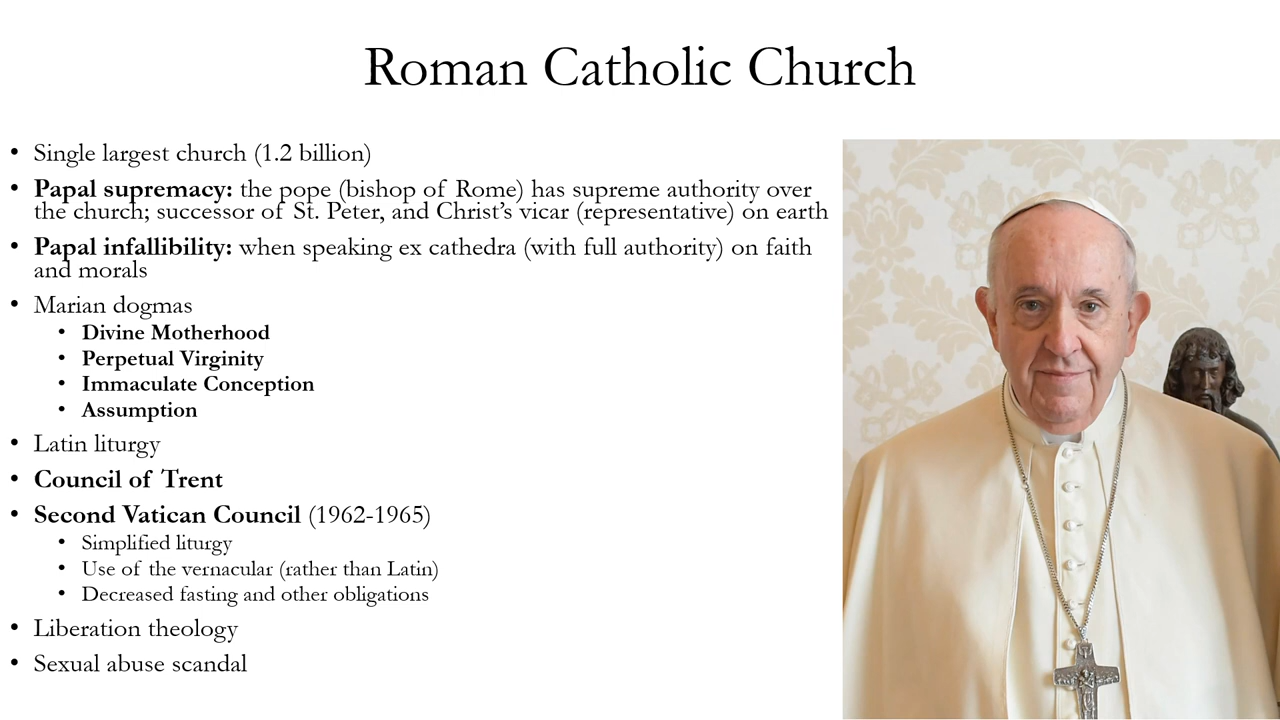 Roman Catholic Church
• Single largest church (1.2 billion)
• Papal supremacy: the pope (bishop of Rome) has supreme authority over
the church; successor of St. Peter, and Christ’s vicar (representative) on earth
• Papal infallibility: when speaking ex cathedra (with full authority) on faith
and morals
• Marian dogmas
• Divine Motherhood
• Perpetual Virginity
• Immaculate Conception
• Assumption
• Latin liturgy
• Council of Trent
• Second Vatican Council (1962-1965)
• Simplified liturgy
• Use of the vernacular (rather than Latin)
• Decreased fasting and other obligations
• Liberation theology
• Sexual abuse scandal